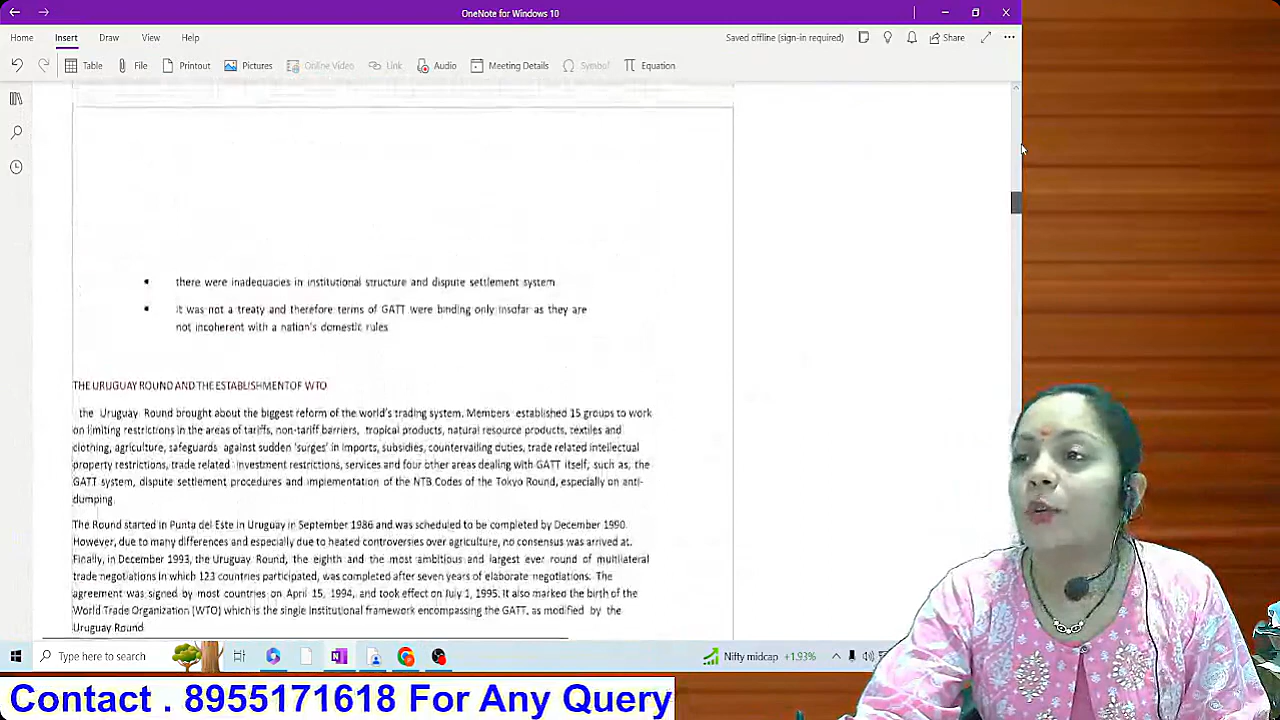 OneNote for Windows 10
Home Insert Draw View Help
Saved offline (sign-in required) Share
Table File Printout Pictures Online Video Link Audio Meeting Details Symbol Equation
▪ there were inadequacies in institutional structure and dispute settlement system
▪ it was not a treaty and therefore terms of GATT were binding only insofar as they are
not incoherent with a nation's domestic rules
THE URUGUAY ROUND AND THE ESTABLISHMENT OF WTO
the Uruguay Round brought about the biggest reform of the world's trading system. Members established 15 groups to work
on limiting restrictions in the areas of tariffs, non-tariff barriers, tropical products, natural resource products, textiles and
clothing, agriculture, safeguards against sudden 'surges' in imports, subsidies, countervailing duties, trade related intellectual
property restrictions, trade related investment restrictions, services and four other areas dealing with GATT itself, such as, the
GATT system, dispute settlement procedures and implementation of the NTB Codes of the Tokyo Round, especially on anti-
dumping.
The Round started in Punta del Este in Uruguay in September 1986 and was scheduled to be completed by December 1990.
However, due to many differences and especially due to heated controversies over agriculture, no consensus was arrived at.
Finally, in December 1993, the Uruguay Round, the eighth and the most ambitious and largest ever round of multilateral
trade negotiations in which 123 countries participated, was completed after seven years of elaborate negotiations. The
agreement was signed by most countries on April 15, 1994, and took effect on July 1, 1995. It also marked the birth of the
World Trade Organization (WTO) which is the single institutional framework encompassing the GATT, as modified by the
Uruguay Round
Type here to search
Nifty midcap +1.93%
Contact . 8955171618 For Any Query